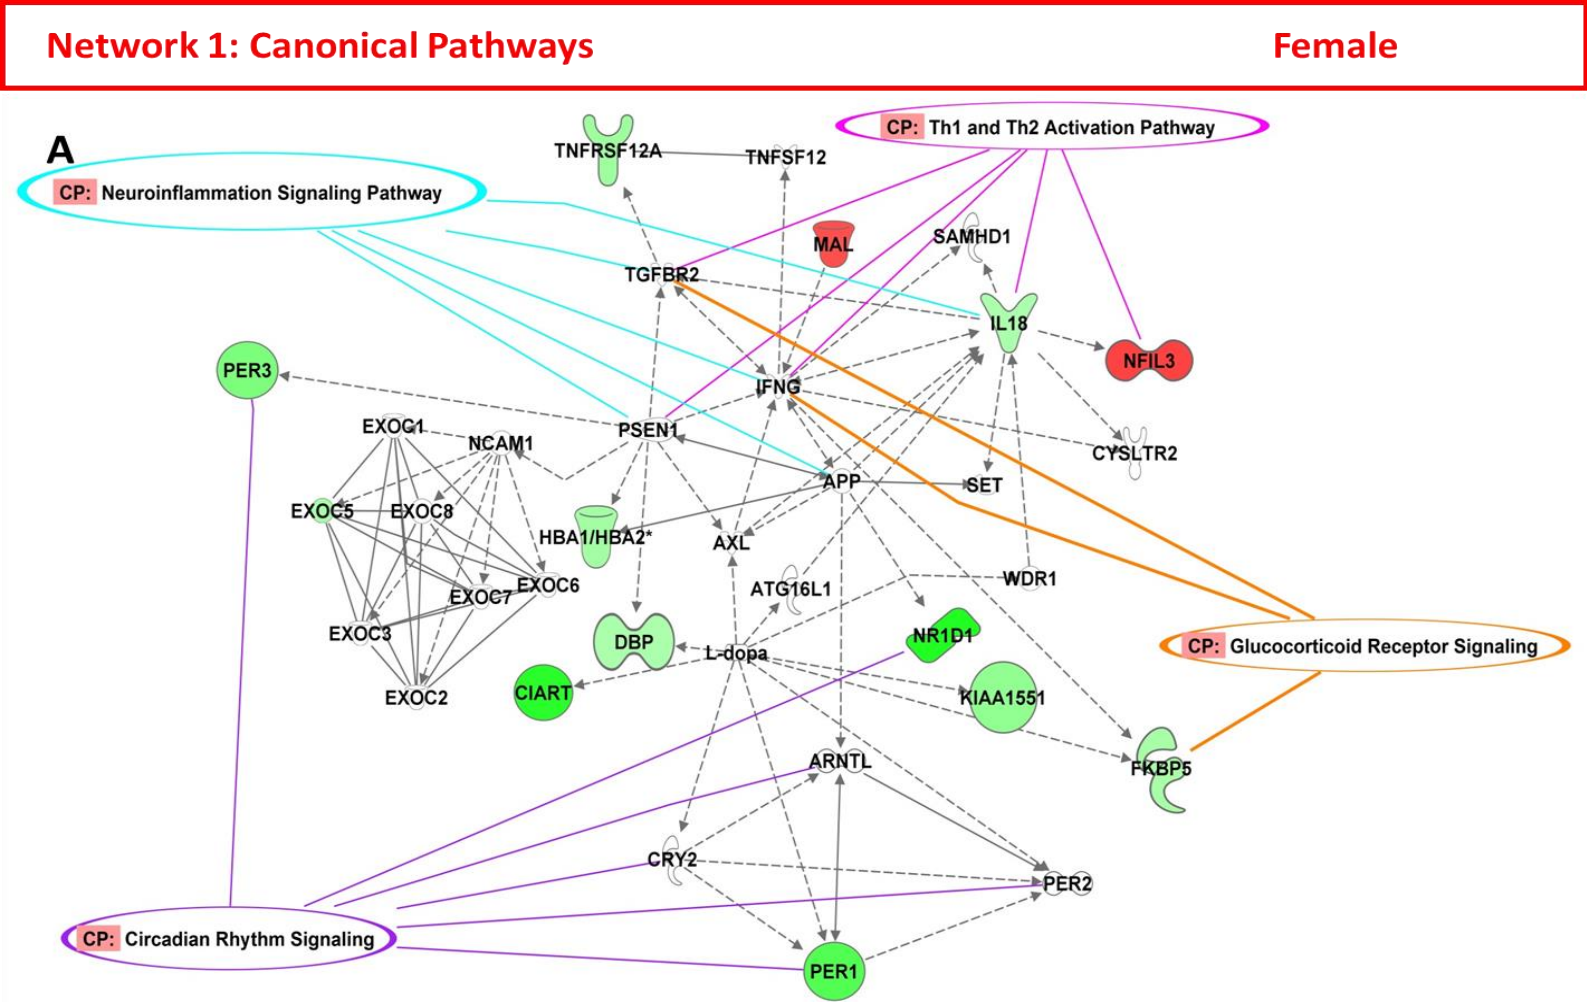 Network 1: Canonical Pathways
Female
A
CP: Th1 and Th2 Activation Pathway
TNFRSF12A
TNFSF12
CP: Neuroinflammation Signaling Pathway
MAL
SAMHD1
TGFBR2
IL18
NFIL3
PER3
IFNG
EXOC1
NCAM1
PSEN1
CYSLTR2
APP
SET
EXOC5
EXOC8
HBA1/HBA2*
AXL
EXOC7
EXOC6
ATG16L1
WDR1
EXOC3
DBP
L-dopa
NR1D1
CP: Glucocorticoid Receptor Signaling
EXOC2
CIART
KIAA1551
ARNTL
FKBP5
CRY2
PER2
CP: Circadian Rhythm Signaling
PER1